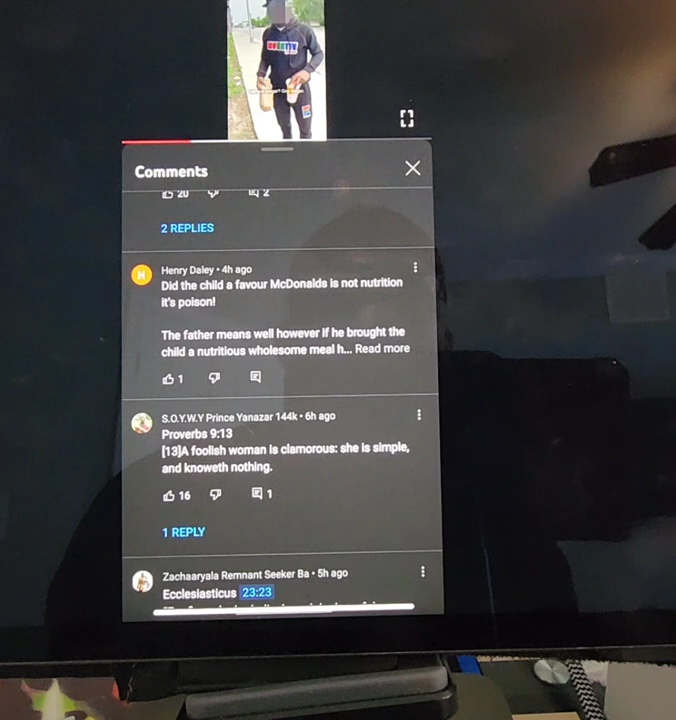 Comments
20 2
2 REPLIES
H
Henry Daley • 4h ago
Did the child a favour McDonalds is not nutrition
it's poison!
The father means well however if he brought the
child a nutritious wholesome meal h... Read more
1
S.O.Y.W.Y Prince Yanazar 144k • 6h ago
Proverbs 9:13
[13]A foolish woman is clamorous: she is simple,
and knoweth nothing.
16 1
1 REPLY
Zachaaryala Remnant Seeker Ba • 5h ago
Ecclesiasticus 23:23